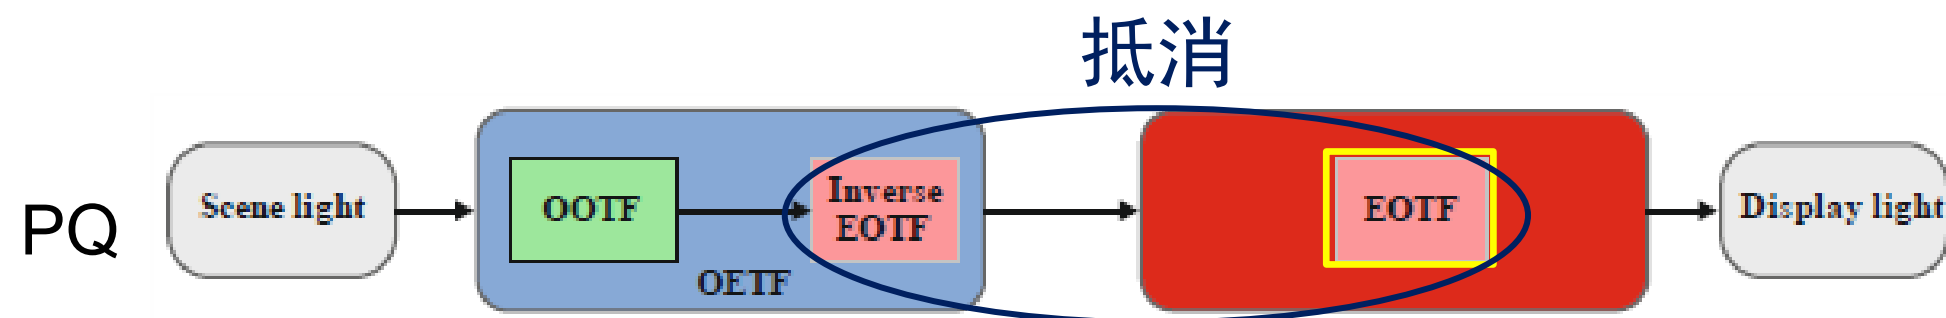 抵消
PQ
Scene light
OOTF
Inverse
EOTF
OETF
EOTF
Display light